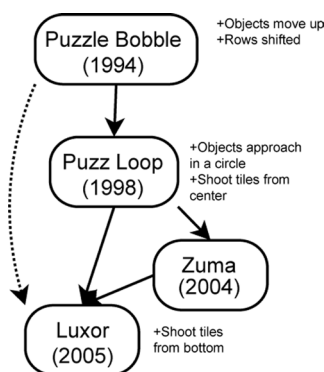 Puzzle Bobble
(1994)
+Objects move up
+Rows shifted
Puzz Loop
(1998)
+Objects approach
in a circle
+Shoot tiles from
center
Zuma
(2004)
Luxor
(2005)
+Shoot tiles
from bottom